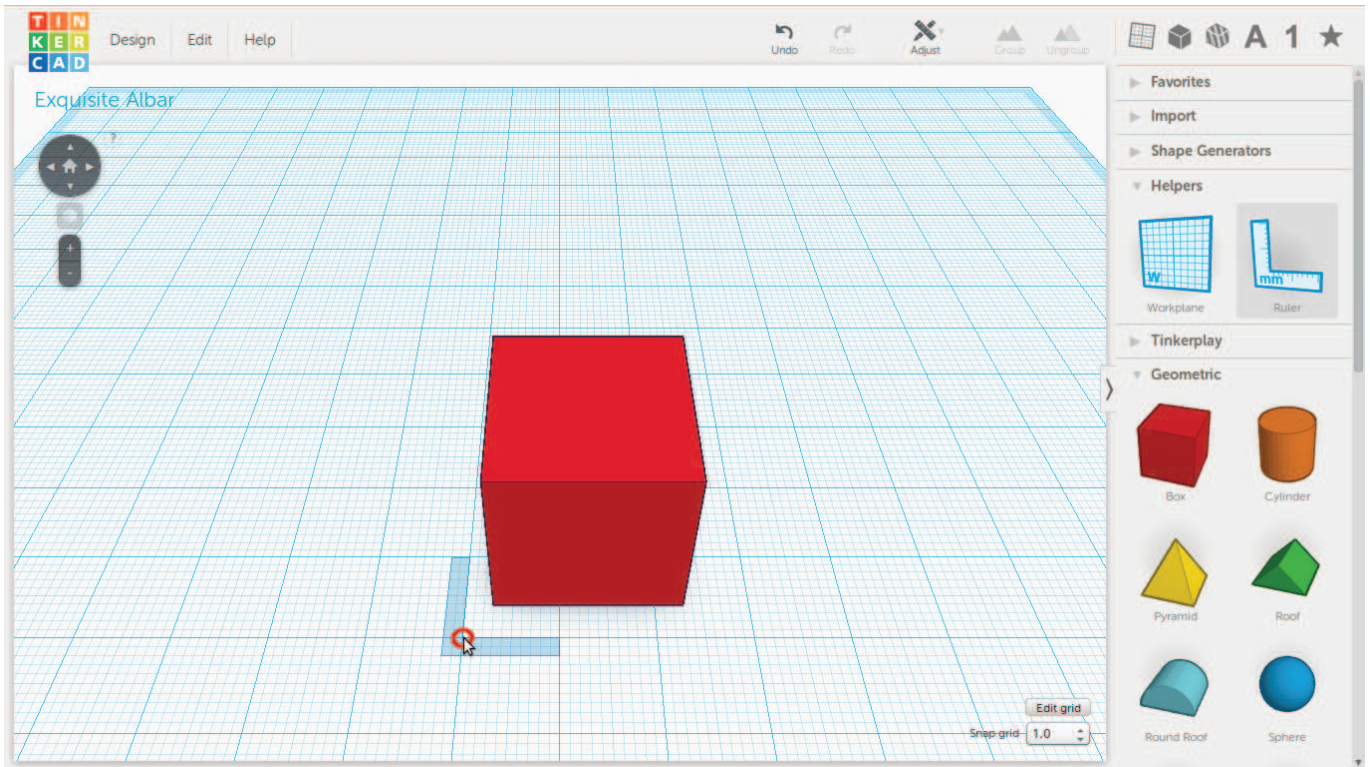 TIN
KER
CAD
Design Edit Help
Undo Redo Adjust Group Ungroup
A 1
Exquisite Albar
?
+
-
Favorites
Import
Shape Generators
Helpers
W
mm
Workplane Ruler
Tinkerplay
Geometric
Box Cylinder
Pyramid Roof
Round Roof Sphere
Edit grid
Snap grid 1.0